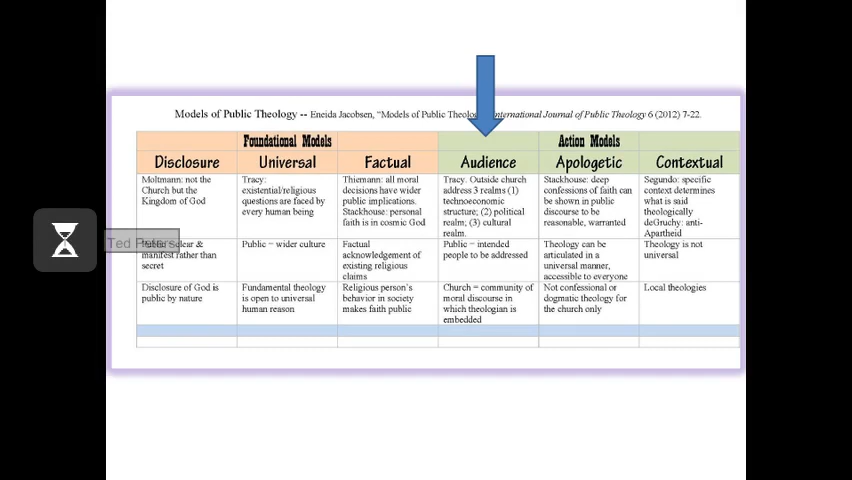 Models of Public Theology -- Eneida Jacobsen, "Models of Public Theolog International Journal of Public Theology 6 (2012) 7-22.
Foundational Models
Action Models
Disclosure
Universal
Factual
Audience
Apologetic
Contextual
Moltmann: not the
Church but the
Kingdom of God
Tracy:
existential/religious
questions are faced by
every human being
Thiemann: all moral
decisions have wider
public implications.
Stackhouse: personal
faith is in cosmic God
Tracy. Outside church
address 3 realms (1)
technoeconomic
structure; (2) political
realm; (3) cultural
realm.
Stackhouse: deep
confessions of faith can
be shown in public
discourse to be
reasonable, warranted
Segundo: specific
context determines
what is said
theologically
deGruchy: anti-
Apartheid
clear &
manifest rather than
secret
Public = wider culture
Factual
acknowledgement of
existing religious
claims
Public = intended
people to be addressed
Theology can be
articulated in a
universal manner,
accessible to everyone
Theology is not
universal
Disclosure of God is
public by nature
Fundamental theology
is open to universal
human reason
Religious person's
behavior in society
makes faith public
Church = community of
moral discourse in
which theologian is
embedded
Not confessional or
dogmatic theology for
the church only
Local theologies
Ted Peters